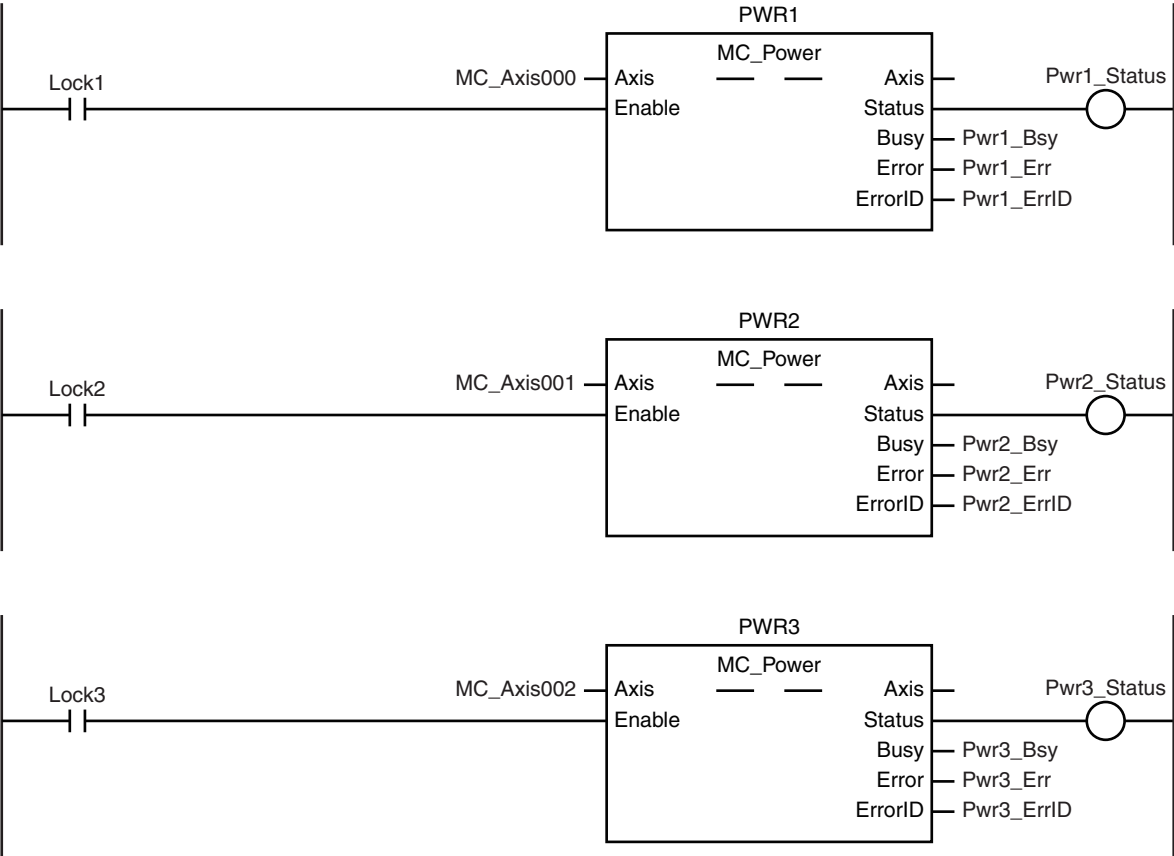 PWR1
MC_Power
Lock1 MC_Axis000 Axis Axis Pwr1_Status
Enable Status
Busy Pwr1_Bsy
Error Pwr1_Err
ErrorID Pwr1_ErrID
PWR2
MC_Power
Lock2 MC_Axis001 Axis Axis Pwr2_Status
Enable Status
Busy Pwr2_Bsy
Error Pwr2_Err
ErrorID Pwr2_ErrID
PWR3
MC_Power
Lock3 MC_Axis002 Axis Axis Pwr3_Status
Enable Status
Busy Pwr3_Bsy
Error Pwr3_Err
ErrorID Pwr3_ErrID